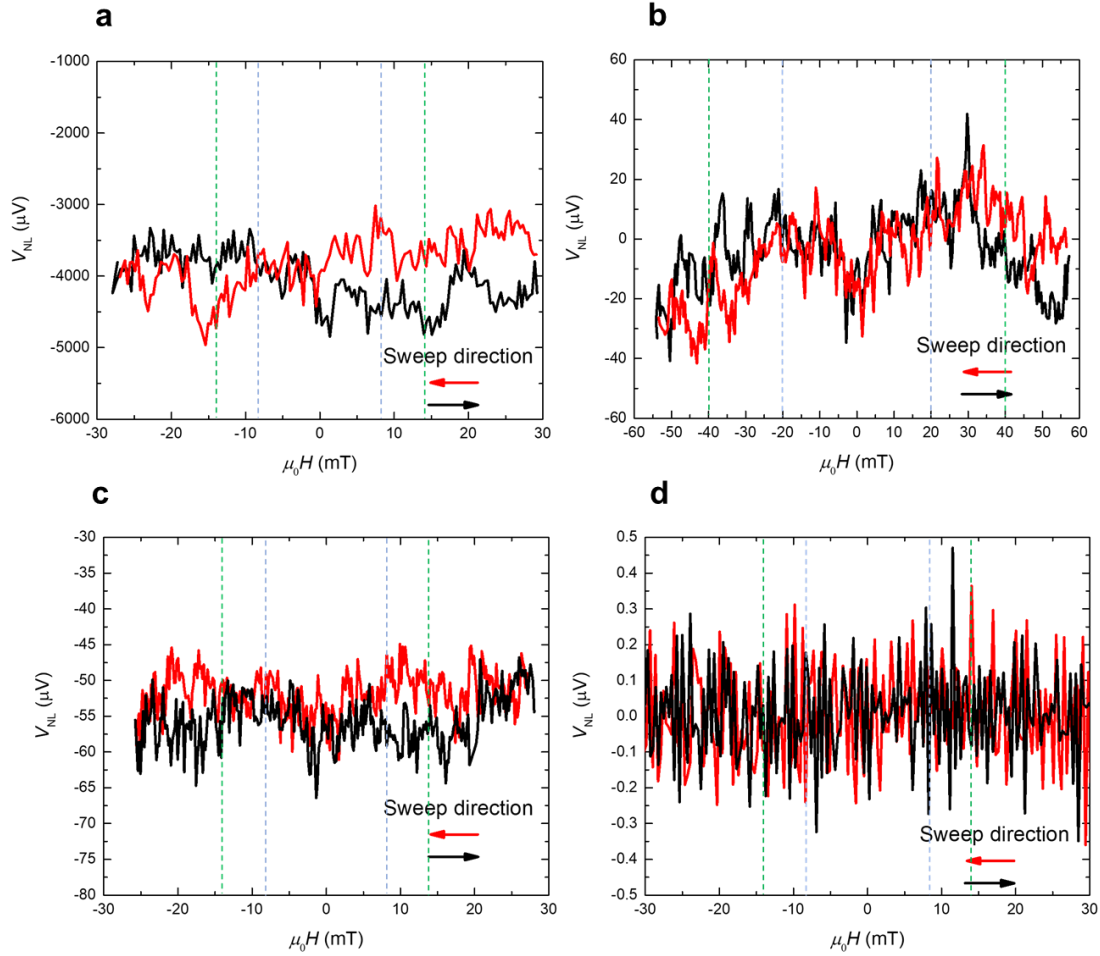 a
-1000
-2000
-3000
-4000
-5000
-6000
V_NL (μV)
-30 -20 -10 0 10 20 30
μ₀H (mT)
Sweep direction
b
60
40
20
0
-20
-40
-60
V_NL (μV)
-60 -50 -40 -30 -20 -10 0 10 20 30 40 50 60
μ₀H (mT)
Sweep direction
c
-30
-35
-40
-45
-50
-55
-60
-65
-70
-75
-80
V_NL (μV)
-30 -20 -10 0 10 20 30
μ₀H (mT)
Sweep direction
d
0.5
0.4
0.3
0.2
0.1
0.0
-0.1
-0.2
-0.3
-0.4
-0.5
V_NL (μV)
-30 -20 -10 0 10 20 30
μ₀H (mT)
Sweep direction